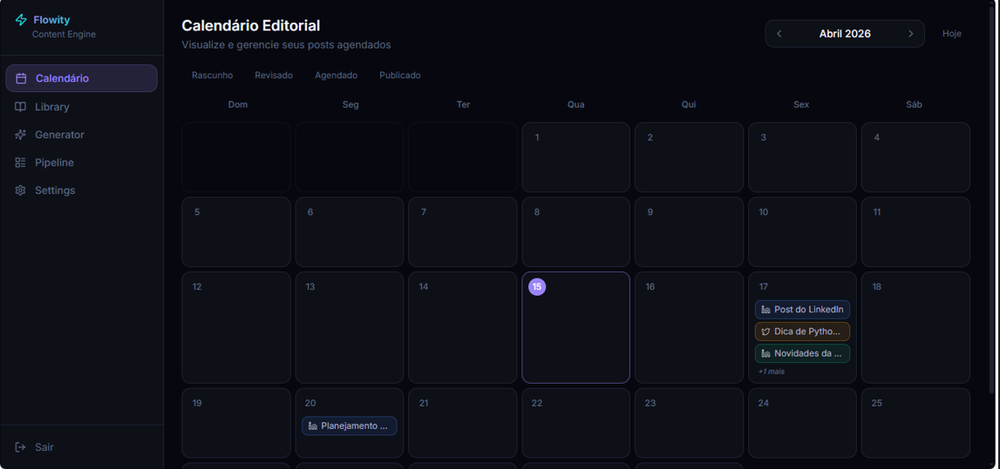 Flowity
Content Engine
Calendário
Library
Generator
Pipeline
Settings
Sair
Calendário Editorial
Visualize e gerencie seus posts agendados
Abril 2026
Hoje
Rascunho Revisado Agendado Publicado
Dom Seg Ter Qua Qui Sex Sáb
1 2 3 4
5 6 7 8 9 10 11
12 13 14 15 16 17 18
Post do LinkedIn
Dica de Pytho...
Novidades da ...
+1 mais
19 20 21 22 23 24 25
Planejamento ...